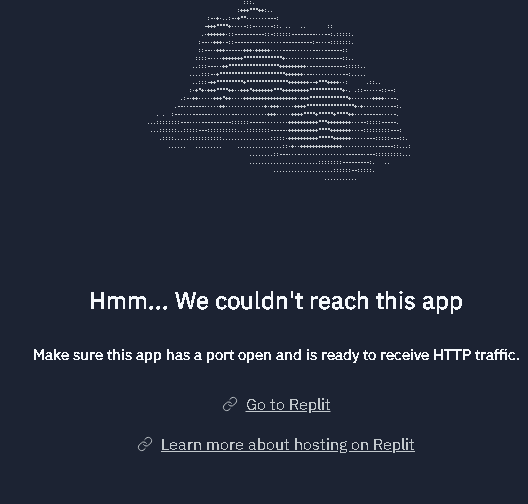 Hmm... We couldn't reach this app
Make sure this app has a port open and is ready to receive HTTP traffic.
Go to Replit
Learn more about hosting on Replit